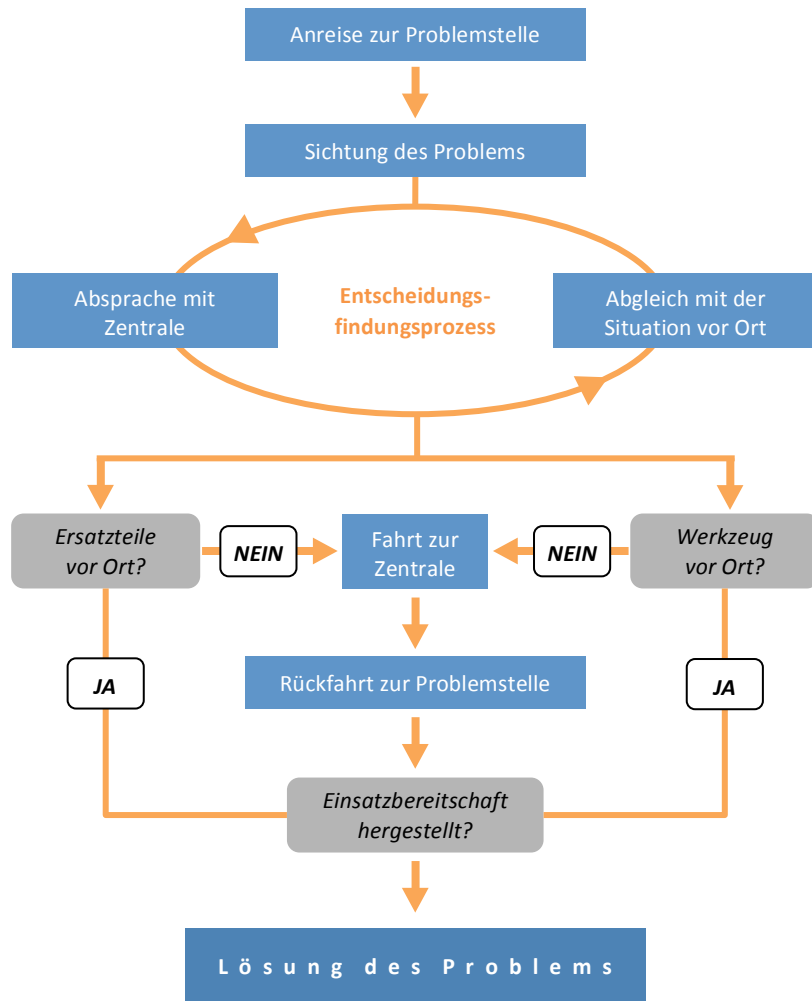 Anreise zur Problemstelle
Sichtung des Problems
Absprache mit
Zentrale
Entscheidungs-
findungsprozess
Abgleich mit der
Situation vor Ort
Ersatzteile
vor Ort?
NEIN
Fahrt zur
Zentrale
NEIN
Werkzeug
vor Ort?
JA
Rückfahrt zur Problemstelle
JA
Einsatzbereitschaft
hergestellt?
Lösung des Problems